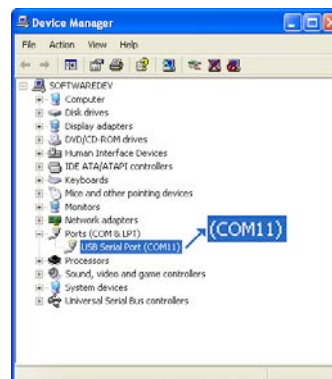 Device Manager
File Action View Help
SOFTWAREDEV
Computer
Disk drives
Display adapters
DVD/CD-ROM drives
Human Interface Devices
IDE ATA/ATAPI controllers
Keyboards
Mice and other pointing devices
Monitors
Network adapters
Ports (COM & LPT)
USB Serial Port (COM11)
(COM11)
Processors
Sound, video and game controllers
System devices
Universal Serial Bus controllers